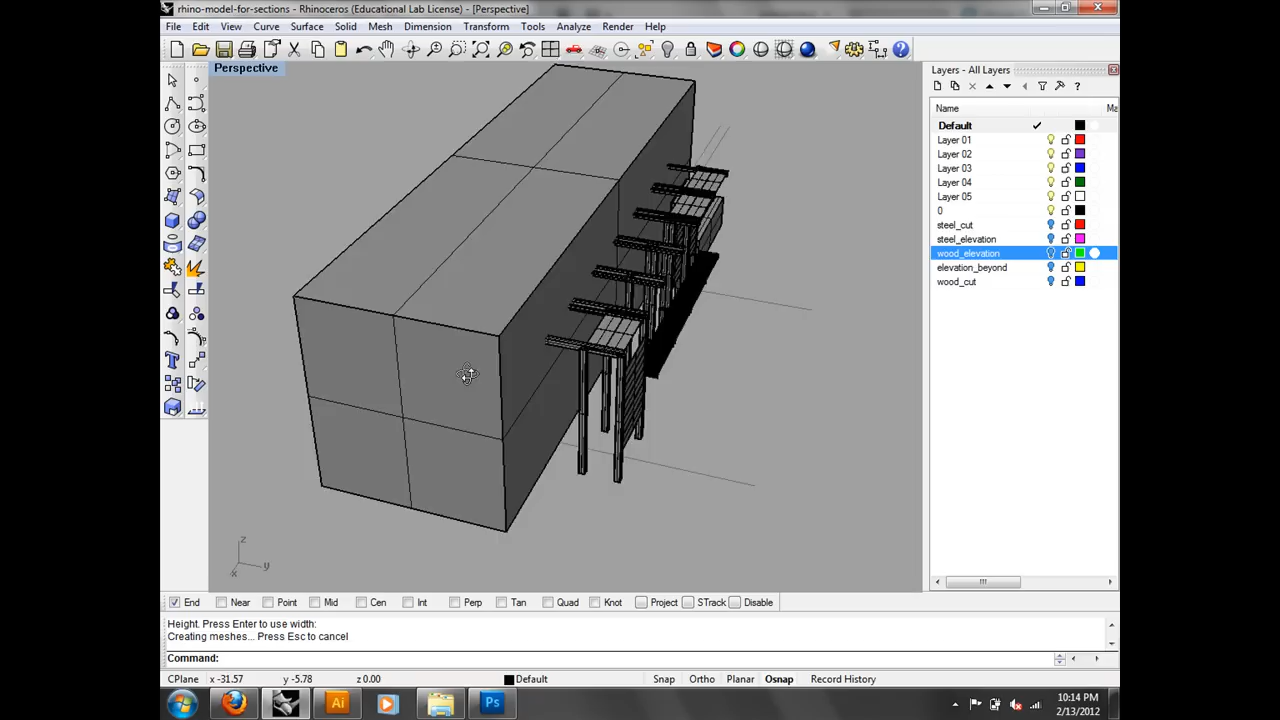 rhino-model-for-sections - Rhinoceros (Educational Lab License) - [Perspective]
File Edit View Curve Surface Solid Mesh Dimension Transform Tools Analyze Render Help
Perspective
Layers - All Layers
Name Ma
Default
Layer 01
Layer 02
Layer 03
Layer 04
Layer 05
0
steel_cut
steel_elevation
wood_elevation
elevation_beyond
wood_cut
z
x y
End Near Point Mid Cen Int Perp Tan Quad Knot Project STrack Disable
Height. Press Enter to use width:
Creating meshes... Press Esc to cancel
Command:
CPlane x -31.57 y -5.78 z 0.00 Default Snap Ortho Planar Osnap Record History
Ai Ps
10:14 PM
2/13/2012